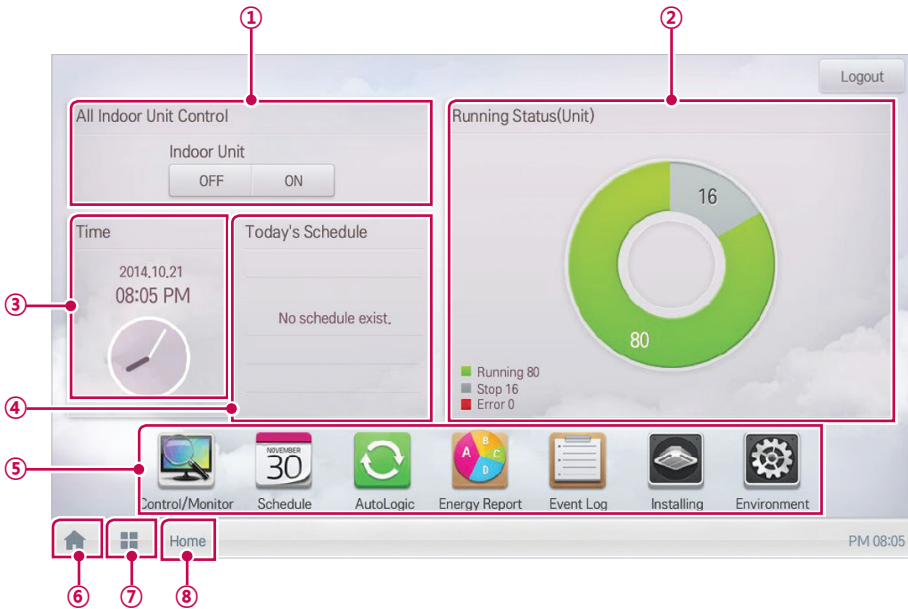 ① ②
Logout
All Indoor Unit Control
Running Status(Unit)
Indoor Unit
OFF ON
16
80
Running 80
Stop 16
Error 0
③
Time
2014.10.21
08:05 PM
④
Today's Schedule
No schedule exist.
⑤
NOVEMBER
30
A B C D
Control/Monitor Schedule AutoLogic Energy Report Event Log Installing Environment
Home
PM 08:05
⑥ ⑦ ⑧